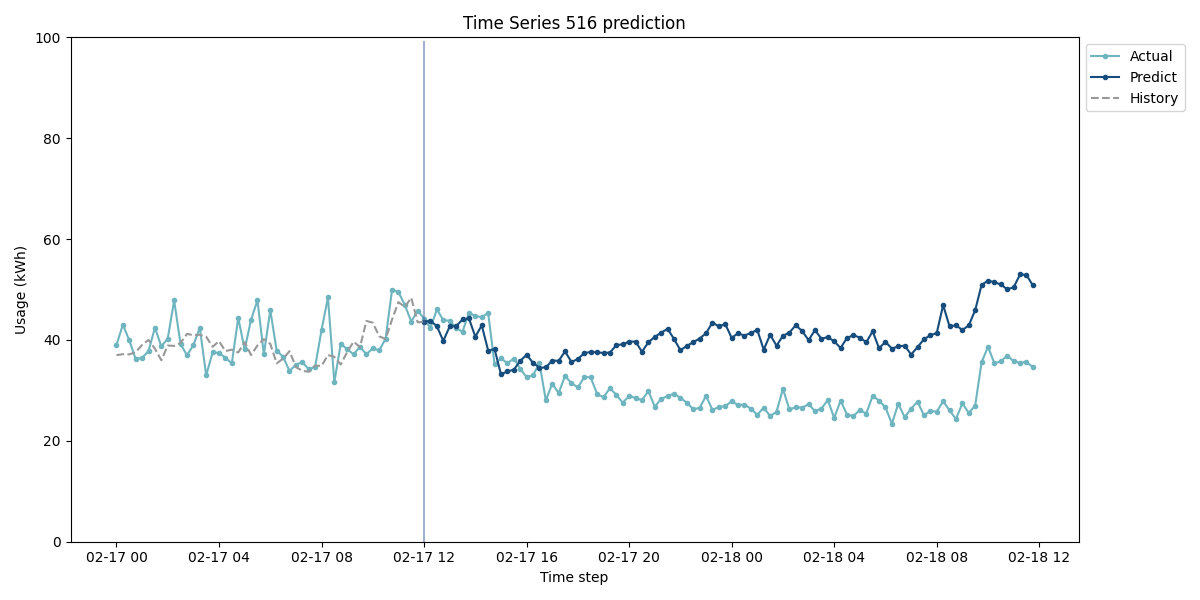 Time Series 516 prediction
100
80
60
40
20
0
Usage (kWh)
02-17 00
02-17 04
02-17 08
02-17 12
02-17 16
02-17 20
02-18 00
02-18 04
02-18 08
02-18 12
Time step
Actual
Predict
History